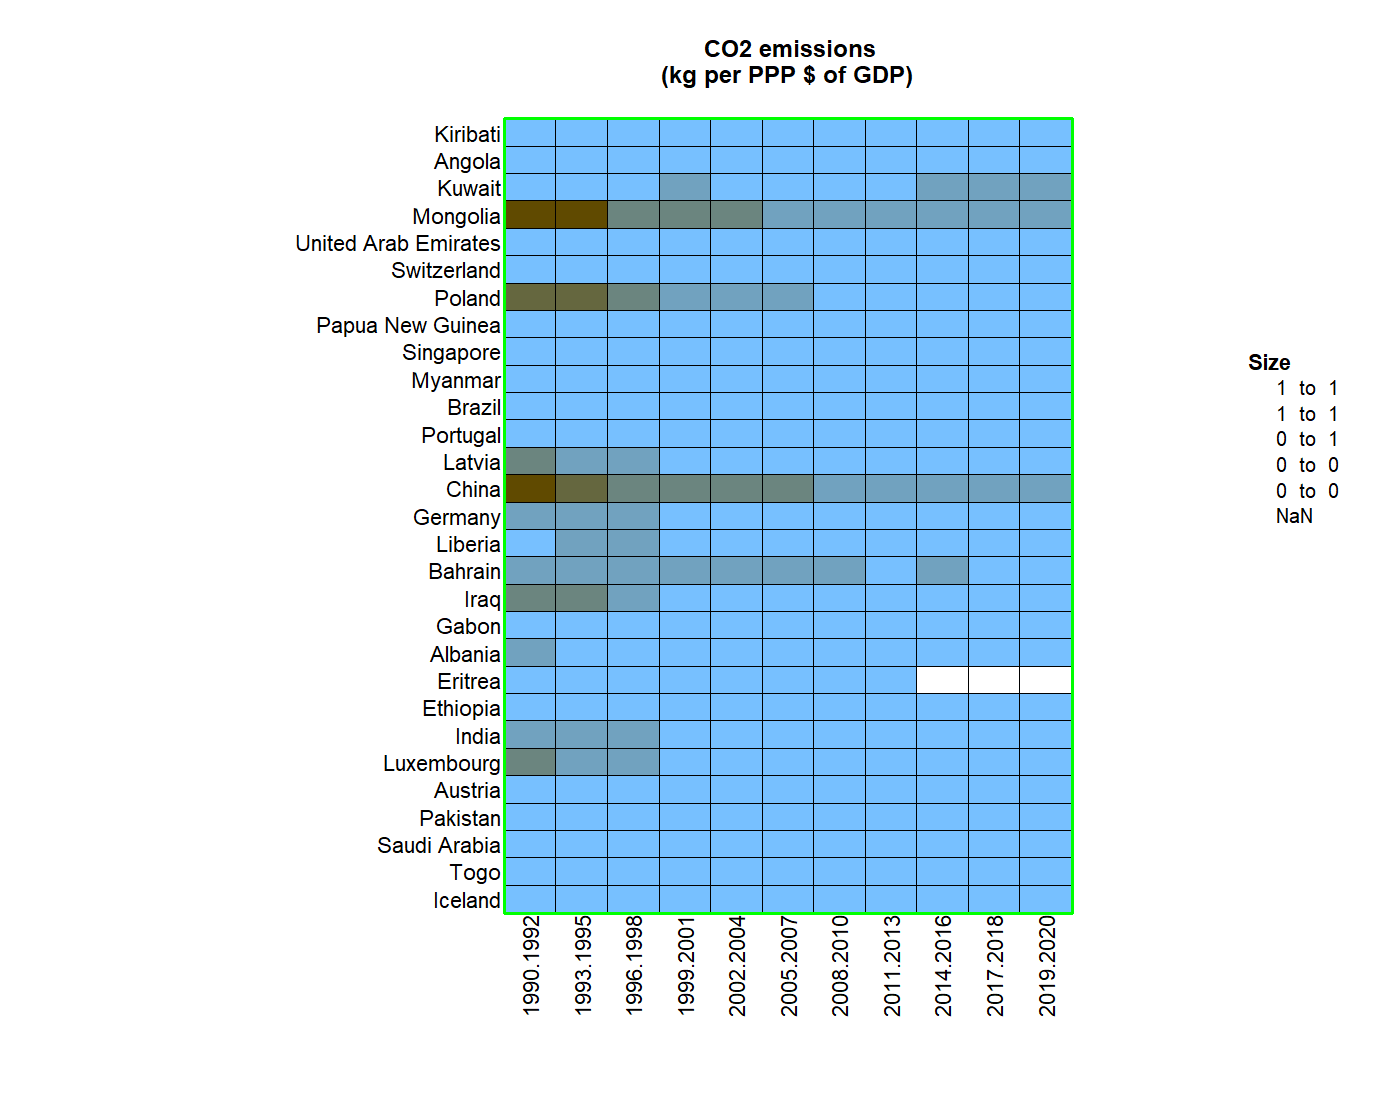 CO2 emissions
(kg per PPP $ of GDP)
Kiribati
Angola
Kuwait
Mongolia
United Arab Emirates
Switzerland
Poland
Papua New Guinea
Singapore
Myanmar
Brazil
Portugal
Latvia
China
Germany
Liberia
Bahrain
Iraq
Gabon
Albania
Eritrea
Ethiopia
India
Luxembourg
Austria
Pakistan
Saudi Arabia
Togo
Iceland
1990.1992
1993.1995
1996.1998
1999.2001
2002.2004
2005.2007
2008.2010
2011.2013
2014.2016
2017.2018
2019.2020
Size
1 to 1
1 to 1
0 to 1
0 to 0
0 to 0
NaN